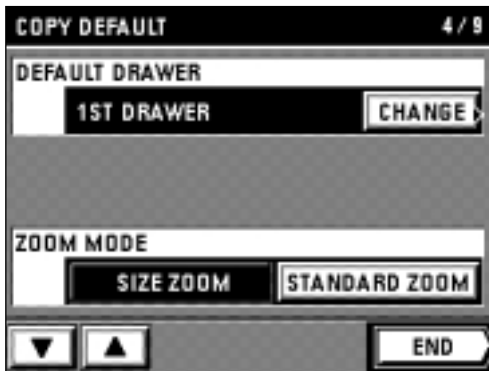 COPY DEFAULT 4/9
DEFAULT DRAWER
1ST DRAWER CHANGE
ZOOM MODE
SIZE ZOOM STANDARD ZOOM
END